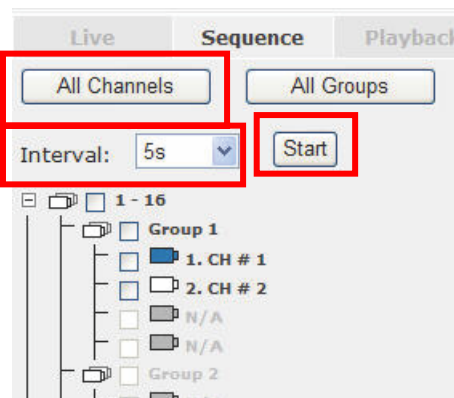 Live Sequence Playback
All Channels All Groups
Interval: 5s Start
1 - 16
Group 1
1. CH # 1
2. CH # 2
N/A
N/A
Group 2